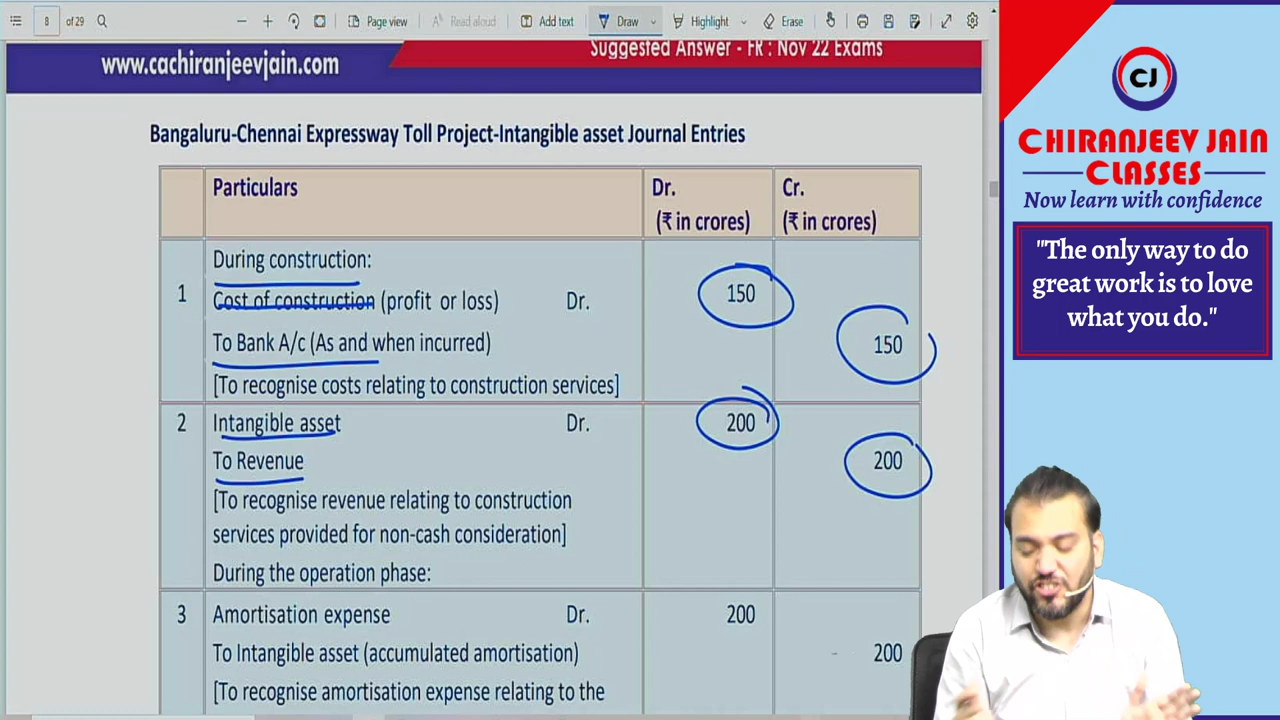 8 of 29
Page view
Read aloud
Add text
Draw
Highlight
Erase
www.cachiranjeevjain.com
Suggested Answer - FR : Nov 22 Exams
Bangaluru-Chennai Expressway Toll Project-Intangible asset Journal Entries
Particulars Dr. Cr.
(₹ in crores) (₹ in crores)
During construction:
1 Cost of construction (profit or loss) Dr. 150
To Bank A/c (As and when incurred) 150
[To recognise costs relating to construction services]
2 Intangible asset Dr. 200
To Revenue 200
[To recognise revenue relating to construction
services provided for non-cash consideration]
During the operation phase:
3 Amortisation expense Dr. 200
To Intangible asset (accumulated amortisation) 200
[To recognise amortisation expense relating to the
CJ
CHIRANJEEV JAIN
CLASSES
Now learn with confidence
"The only way to do
great work is to love
what you do."